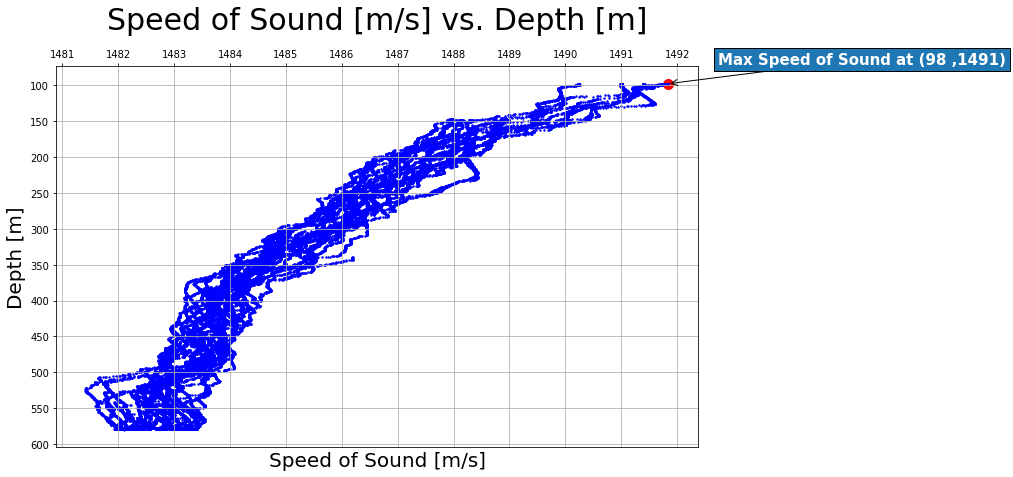 Speed of Sound [m/s] vs. Depth [m]
1481 1482 1483 1484 1485 1486 1487 1488 1489 1490 1491 1492
Max Speed of Sound at (98 ,1491)
100
150
200
250
300
350
400
450
500
550
600
Depth [m]
Speed of Sound [m/s]